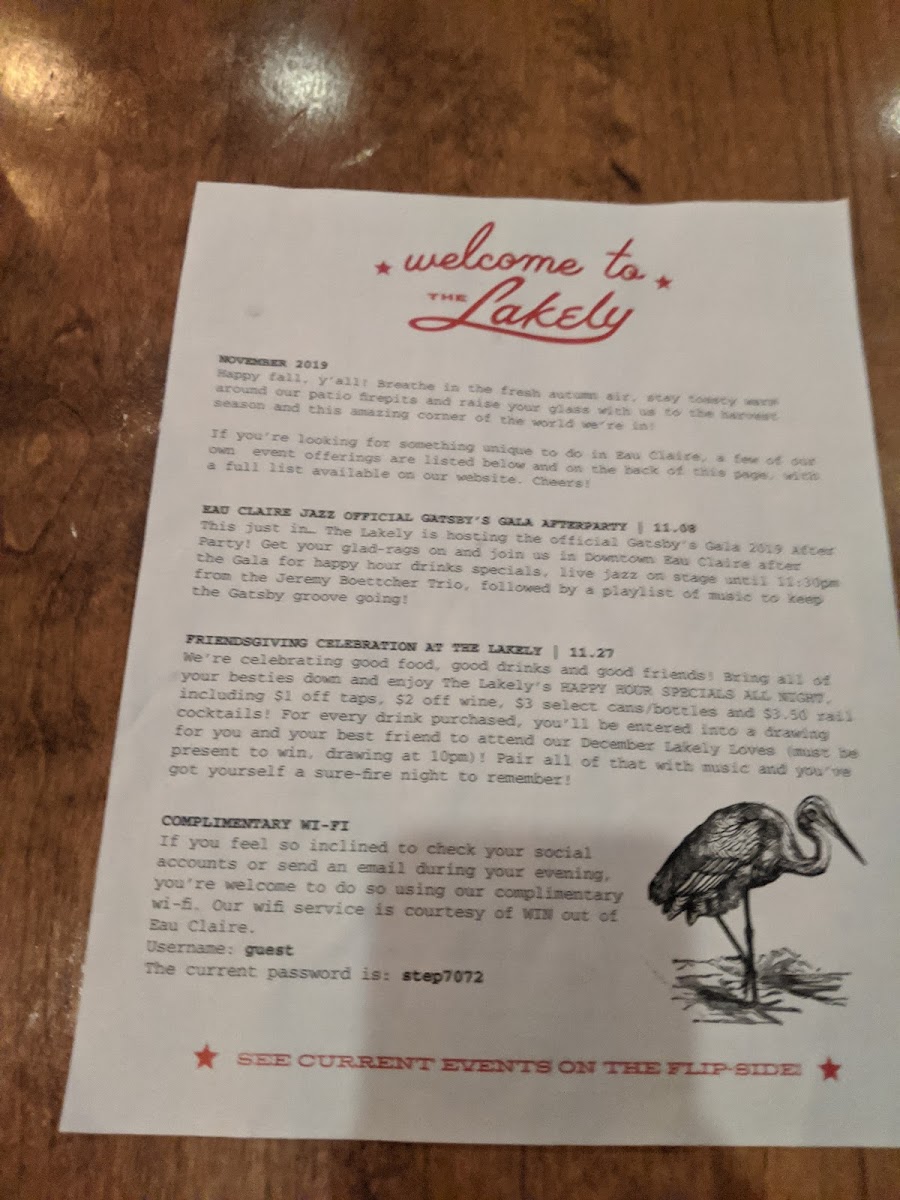 welcome to
THE Lakely
NOVEMBER 2019
Happy fall, y'all! Breathe in the fresh autumn air, stay toasty warm
around our patio firepits and raise your glass with us to the harvest
season and this amazing corner of the world we're in!
If you're looking for something unique to do in Eau Claire, a few of our
own event offerings are listed below and on the back of this page, with
a full list available on our website. Cheers!
EAU CLAIRE JAZZ OFFICIAL GATSBY'S GALA AFTERPARTY | 11.08
This just in… The Lakely is hosting the official Gatsby's Gala 2019 After
Party! Get your glad-rags on and join us in Downtown Eau Claire after
the Gala for happy hour drinks specials, live jazz on stage until 11:30pm
from the Jeremy Boettcher Trio, followed by a playlist of music to keep
the Gatsby groove going!
FRIENDSGIVING CELEBRATION AT THE LAKELY | 11.27
We're celebrating good food, good drinks and good friends! Bring all of
your besties down and enjoy The Lakely's HAPPY HOUR SPECIALS ALL NIGHT,
including $1 off taps, $2 off wine, $3 select cans/bottles and $3.50 rail
cocktails! For every drink purchased, you'll be entered into a drawing
for you and your best friend to attend our December Lakely Loves (must be
present to win, drawing at 10pm)! Pair all of that with music and you've
got yourself a sure-fire night to remember!
COMPLIMENTARY WI-FI
If you feel so inclined to check your social
accounts or send an email during your evening,
you're welcome to do so using our complimentary
wi-fi. Our wifi service is courtesy of WIN out of
Eau Claire.
Username: guest
The current password is: step7072
SEE CURRENT EVENTS ON THE FLIP-SIDE!